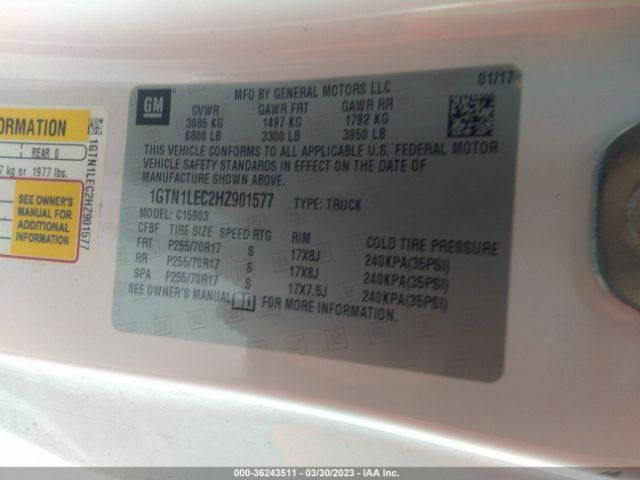 ORMATION
REAR 0
7 kg or 1977 lbs.
SEE OWNER'S
MANUAL FOR
ADDITIONAL
INFORMATION
1GTN1LEC2HZ901577
GM
MFD BY GENERAL MOTORS LLC
01/17
GVWR GAWR FRT GAWR RR
3085 KG 1497 KG 1792 KG
6800 LB 3300 LB 3950 LB
THIS VEHICLE CONFORMS TO ALL APPLICABLE U.S. FEDERAL MOTOR
VEHICLE SAFETY STANDARDS IN EFFECT ON THE DATE OF
MANUFACTURE SHOWN ABOVE.
1GTN1LEC2HZ901577 TYPE: TRUCK
MODEL: C15903
CFBF TIRE SIZE SPEED RTG RIM COLD TIRE PRESSURE
FRT P255/70R17 S 17X8J 240KPA(35PSI)
RR P255/70R17 S 17X8J 240KPA(35PSI)
SPA P255/70R17 S 17X7.5J 240KPA(35PSI)
SEE OWNER'S MANUAL FOR MORE INFORMATION.
000-36243511 — 03/30/2023 — IAA Inc.